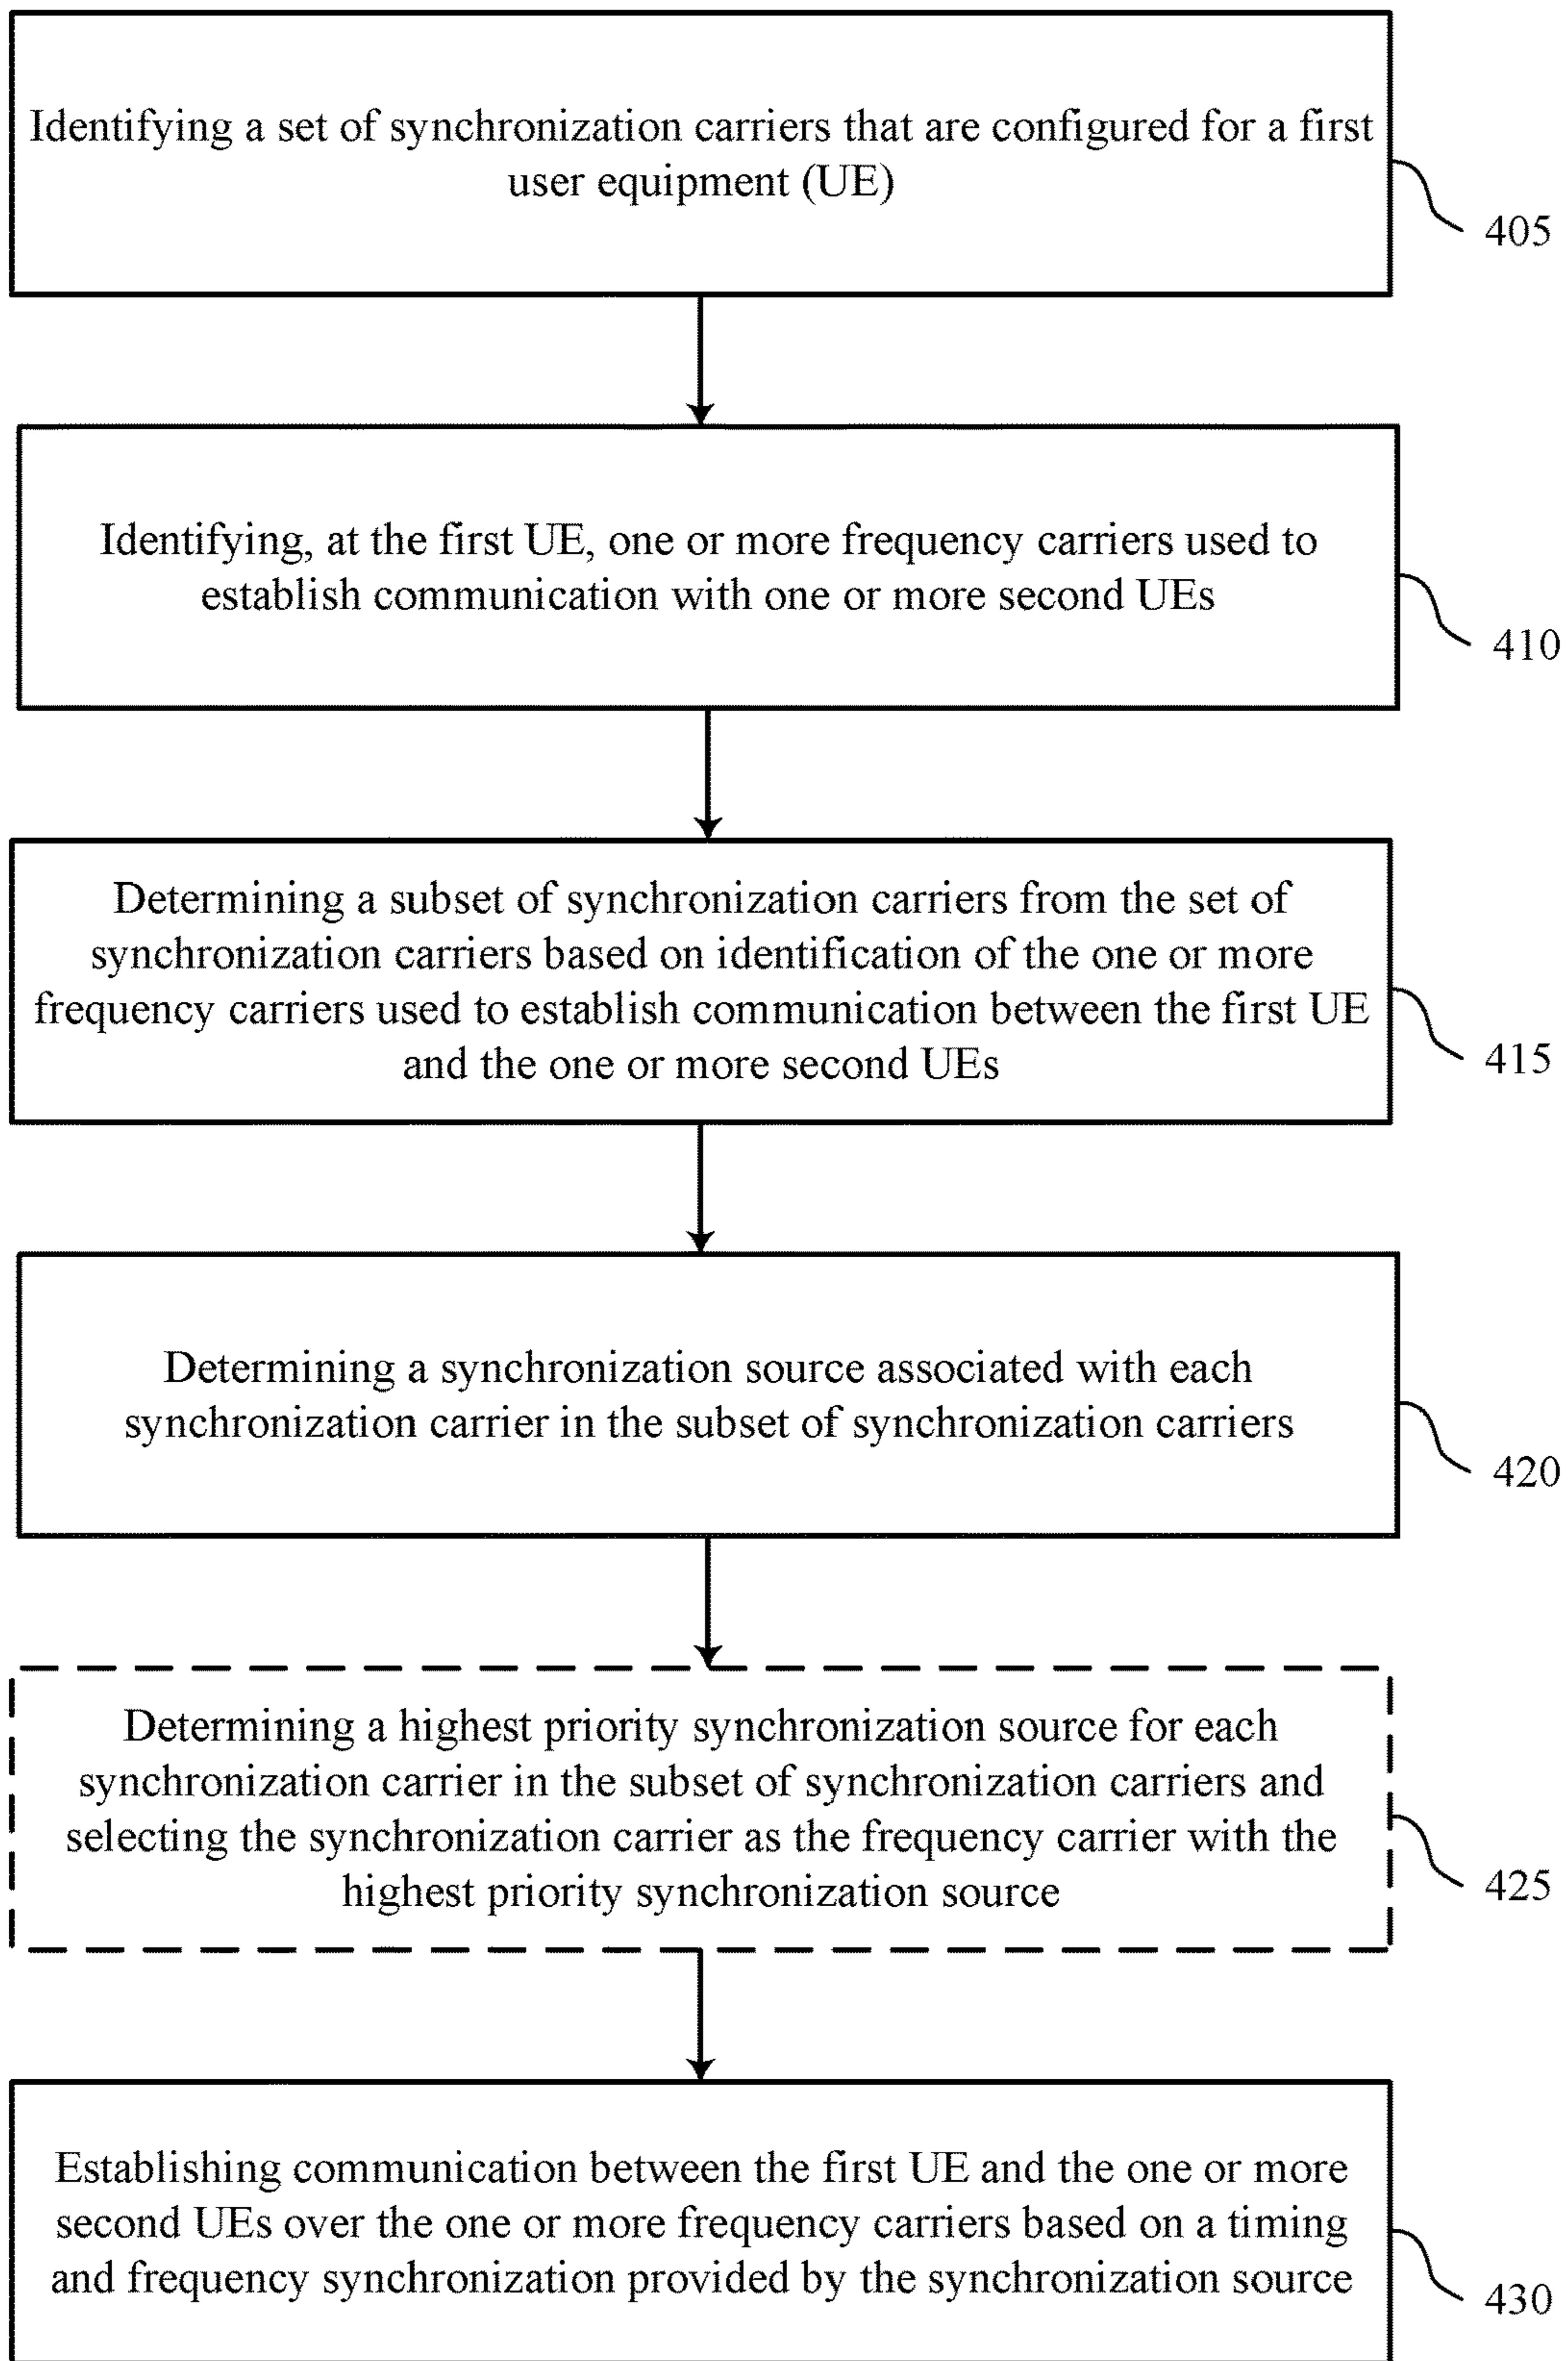 Identifying a set of synchronization carriers that are configured for a first
user equipment (UE)
405
Identifying, at the first UE, one or more frequency carriers used to
establish communication with one or more second UEs
410
Determining a subset of synchronization carriers from the set of
synchronization carriers based on identification of the one or more
frequency carriers used to establish communication between the first UE
and the one or more second UEs
415
Determining a synchronization source associated with each
synchronization carrier in the subset of synchronization carriers
420
Determining a highest priority synchronization source for each
synchronization carrier in the subset of synchronization carriers and
selecting the synchronization carrier as the frequency carrier with the
highest priority synchronization source
425
Establishing communication between the first UE and the one or more
second UEs over the one or more frequency carriers based on a timing
and frequency synchronization provided by the synchronization source
430